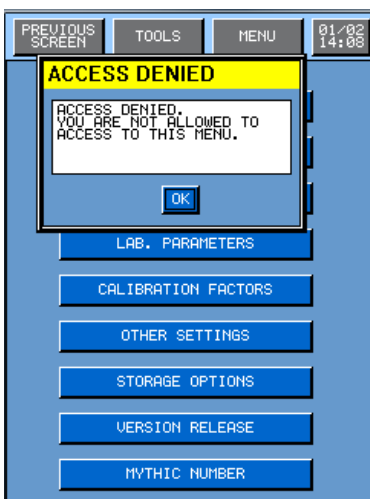 PREVIOUS
SCREEN
TOOLS
MENU
01/02
14:08
ACCESS DENIED
ACCESS DENIED.
YOU ARE NOT ALLOWED TO
ACCESS TO THIS MENU.
OK
LAB. PARAMETERS
CALIBRATION FACTORS
OTHER SETTINGS
STORAGE OPTIONS
VERSION RELEASE
MYTHIC NUMBER